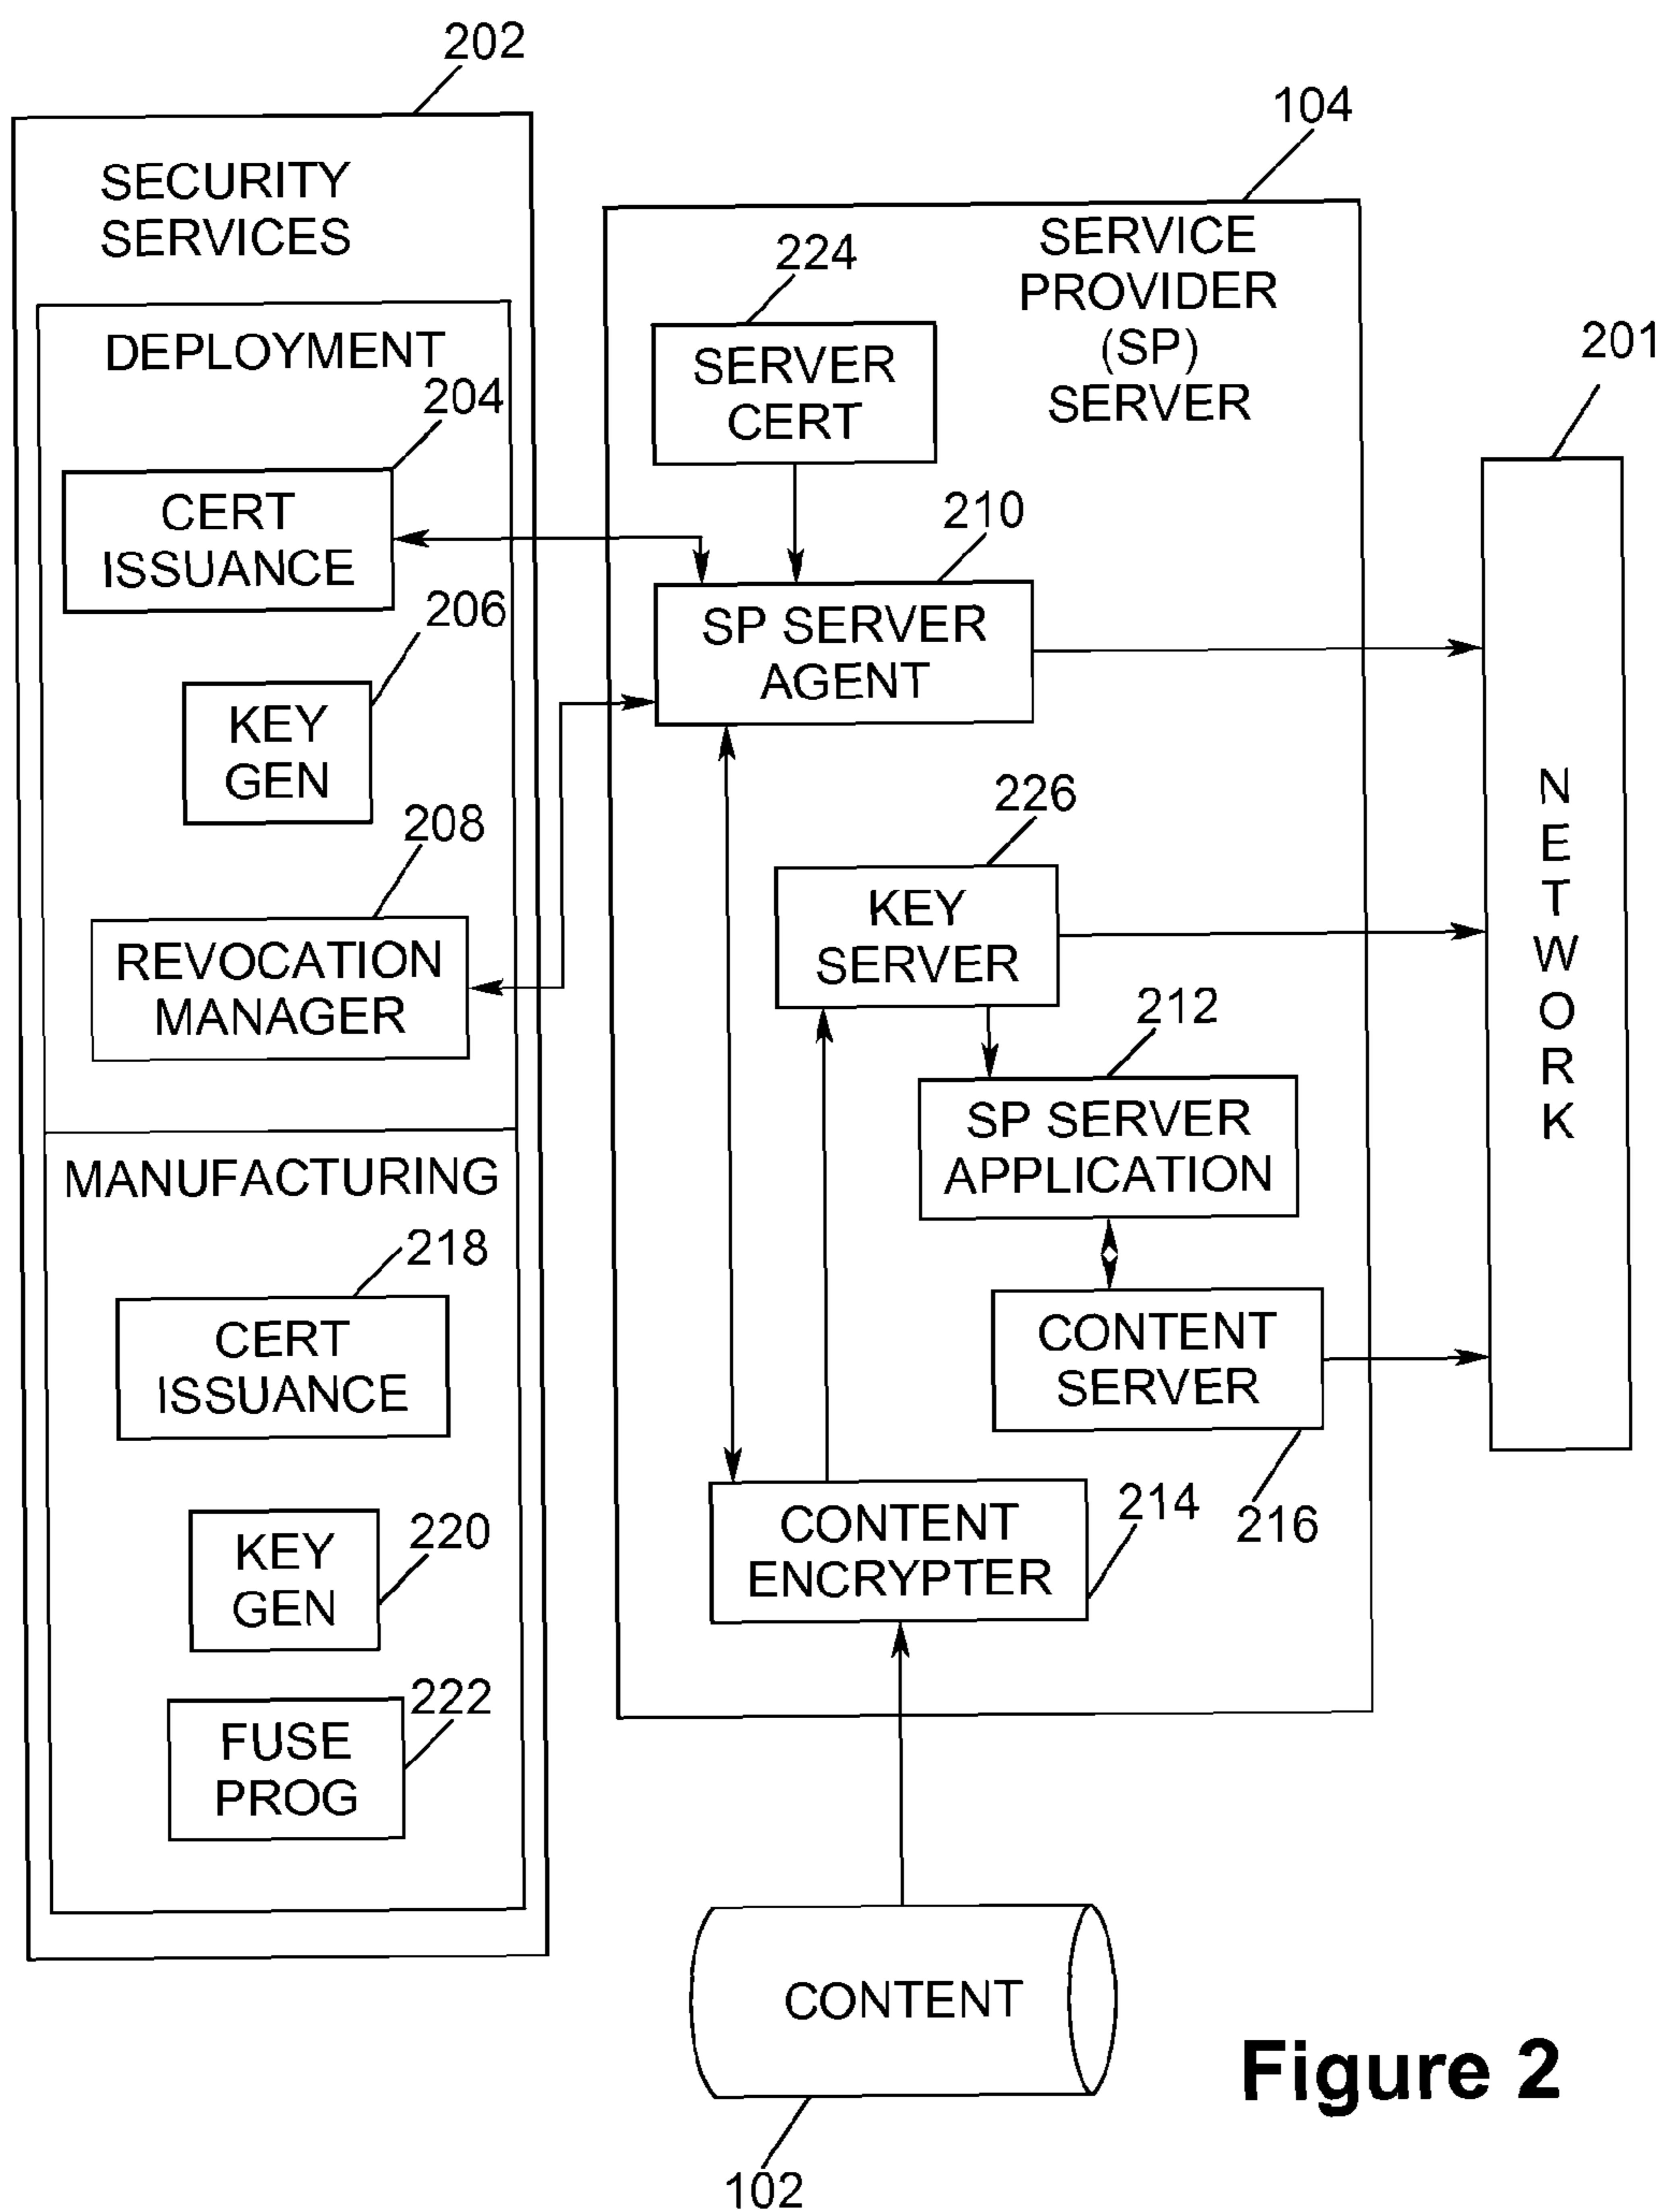 202
SECURITY
SERVICES
DEPLOYMENT
204
CERT
ISSUANCE
206
KEY
GEN
208
REVOCATION
MANAGER
MANUFACTURING
218
CERT
ISSUANCE
220
KEY
GEN
222
FUSE
PROG
104
SERVICE
PROVIDER
(SP)
SERVER
224
SERVER
CERT
210
SP SERVER
AGENT
226
KEY
SERVER
212
SP SERVER
APPLICATION
CONTENT
SERVER
216
214
CONTENT
ENCRYPTER
201
NETWORK
CONTENT
102
Figure 2